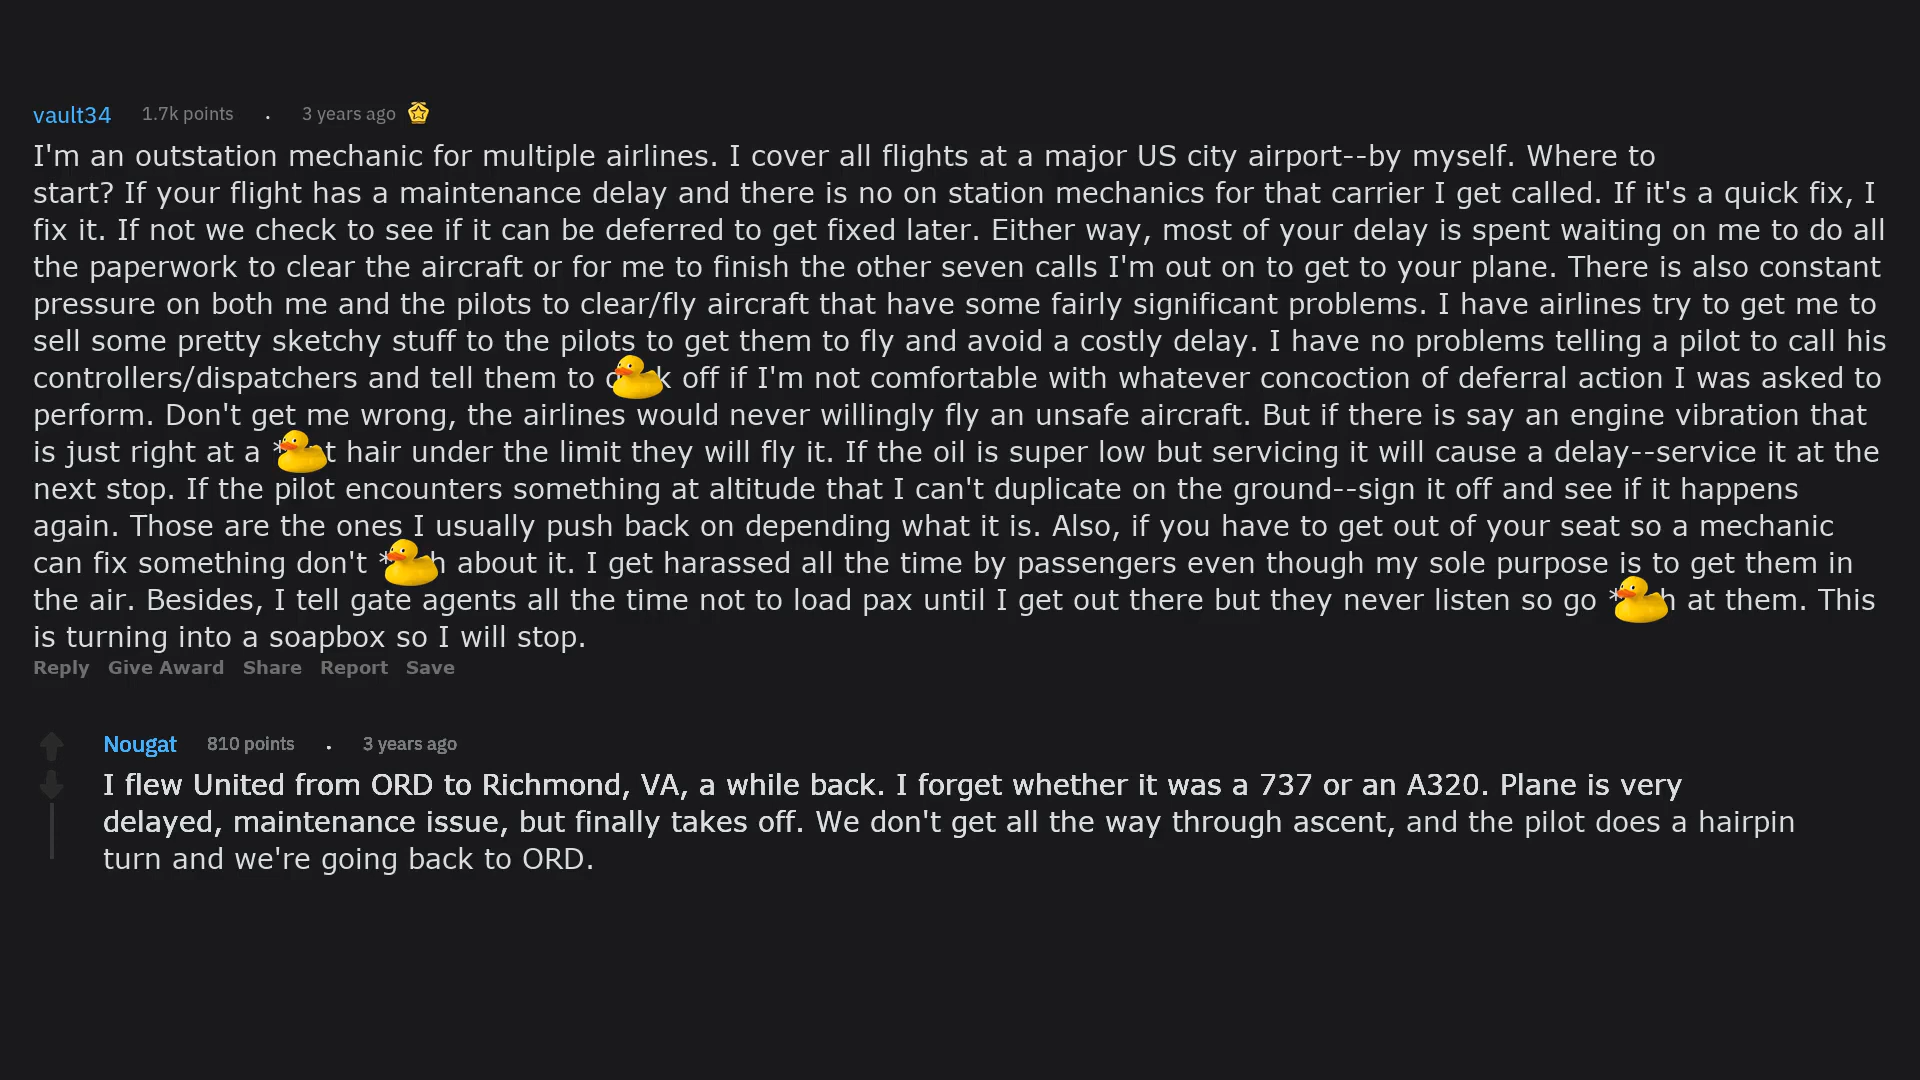 vault34 1.7k points . 3 years ago
I'm an outstation mechanic for multiple airlines. I cover all flights at a major US city airport--by myself. Where to
start? If your flight has a maintenance delay and there is no on station mechanics for that carrier I get called. If it's a quick fix, I
fix it. If not we check to see if it can be deferred to get fixed later. Either way, most of your delay is spent waiting on me to do all
the paperwork to clear the aircraft or for me to finish the other seven calls I'm out on to get to your plane. There is also constant
pressure on both me and the pilots to clear/fly aircraft that have some fairly significant problems. I have airlines try to get me to
sell some pretty sketchy stuff to the pilots to get them to fly and avoid a costly delay. I have no problems telling a pilot to call his
controllers/dispatchers and tell them to off if I'm not comfortable with whatever concoction of deferral action I was asked to
perform. Don't get me wrong, the airlines would never willingly fly an unsafe aircraft. But if there is say an engine vibration that
is just right at a hair under the limit they will fly it. If the oil is super low but servicing it will cause a delay--service it at the
next stop. If the pilot encounters something at altitude that I can't duplicate on the ground--sign it off and see if it happens
again. Those are the ones I usually push back on depending what it is. Also, if you have to get out of your seat so a mechanic
can fix something don't about it. I get harassed all the time by passengers even though my sole purpose is to get them in
the air. Besides, I tell gate agents all the time not to load pax until I get out there but they never listen so go at them. This
is turning into a soapbox so I will stop.
Reply Give Award Share Report Save
Nougat 810 points . 3 years ago
I flew United from ORD to Richmond, VA, a while back. I forget whether it was a 737 or an A320. Plane is very
delayed, maintenance issue, but finally takes off. We don't get all the way through ascent, and the pilot does a hairpin
turn and we're going back to ORD.